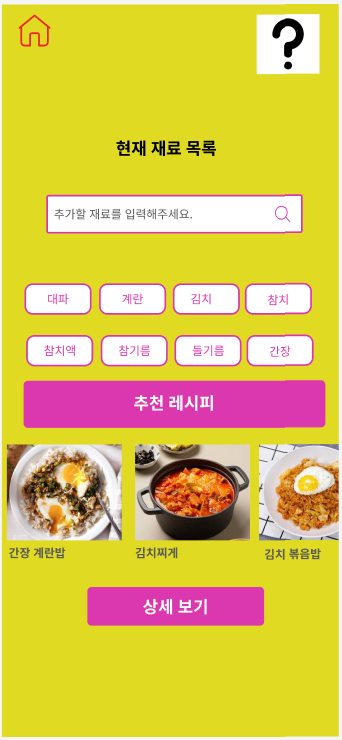 ?
현재 재료 목록
추가할 재료를 입력해주세요.
대파 계란 김치 참치
참치액 참기름 들기름 간장
추천 레시피
간장 계란밥 김치찌게 김치 볶음밥
상세 보기